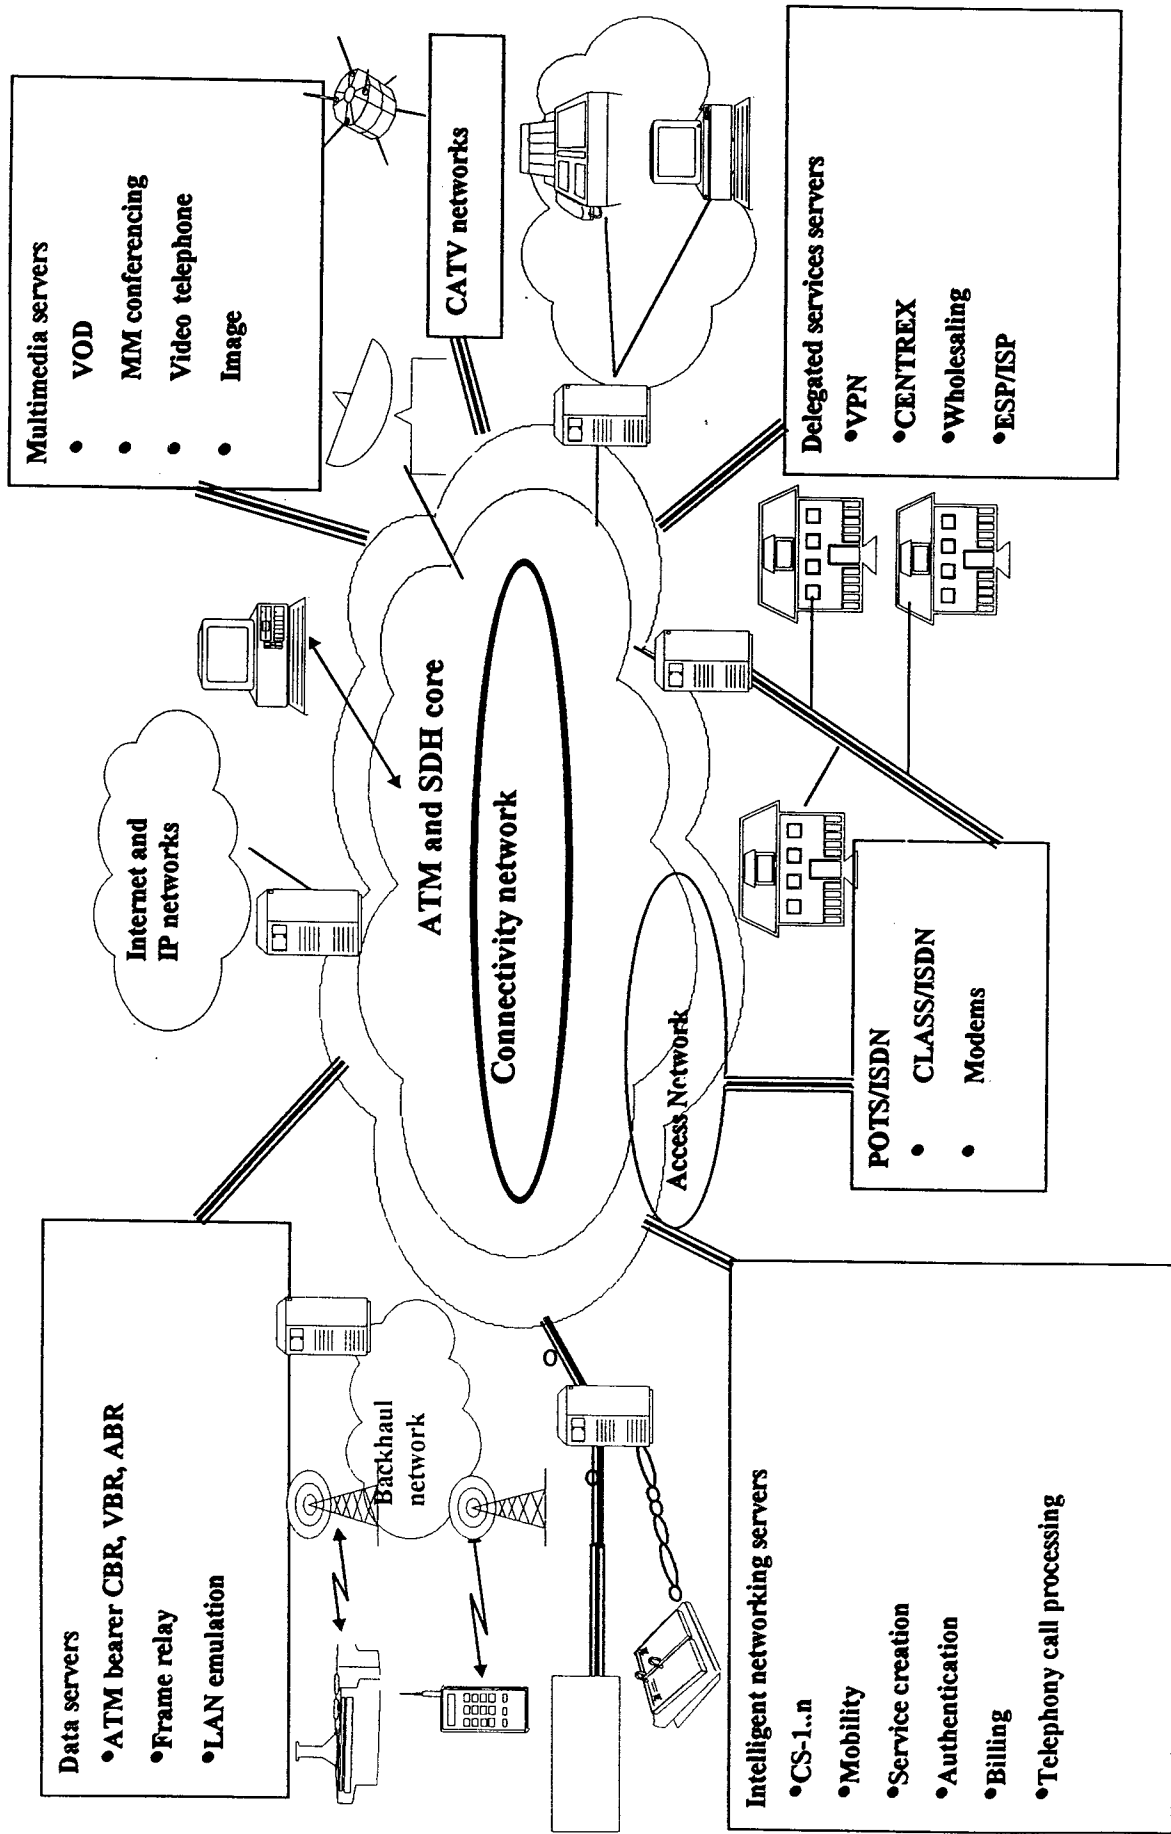 Data servers
•ATM bearer CBR, VBR, ABR
•Frame relay
•LAN emulation
Internet and
IP networks
Multimedia servers
• VOD
• MM conferencing
• Video telephone
• Image
Backhaul
network
ATM and SDH core
Connectivity network
CATV networks
Access Network
Intelligent networking servers
•CS-1..n
•Mobility
•Service creation
•Authentication
•Billing
•Telephony call processing
POTS/ISDN
• CLASS/ISDN
• Modems
Delegated services servers
•VPN
•CENTREX
•Wholesaling
•ESP/ISP